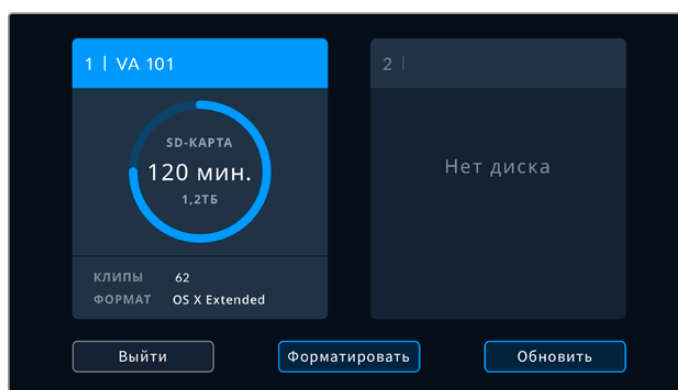 1 | VA 101
SD-КАРТА
120 мин.
1,2ТБ
КЛИПЫ 62
ФОРМАТ OS X Extended
2 |
Нет диска
Выйти
Форматировать
Обновить